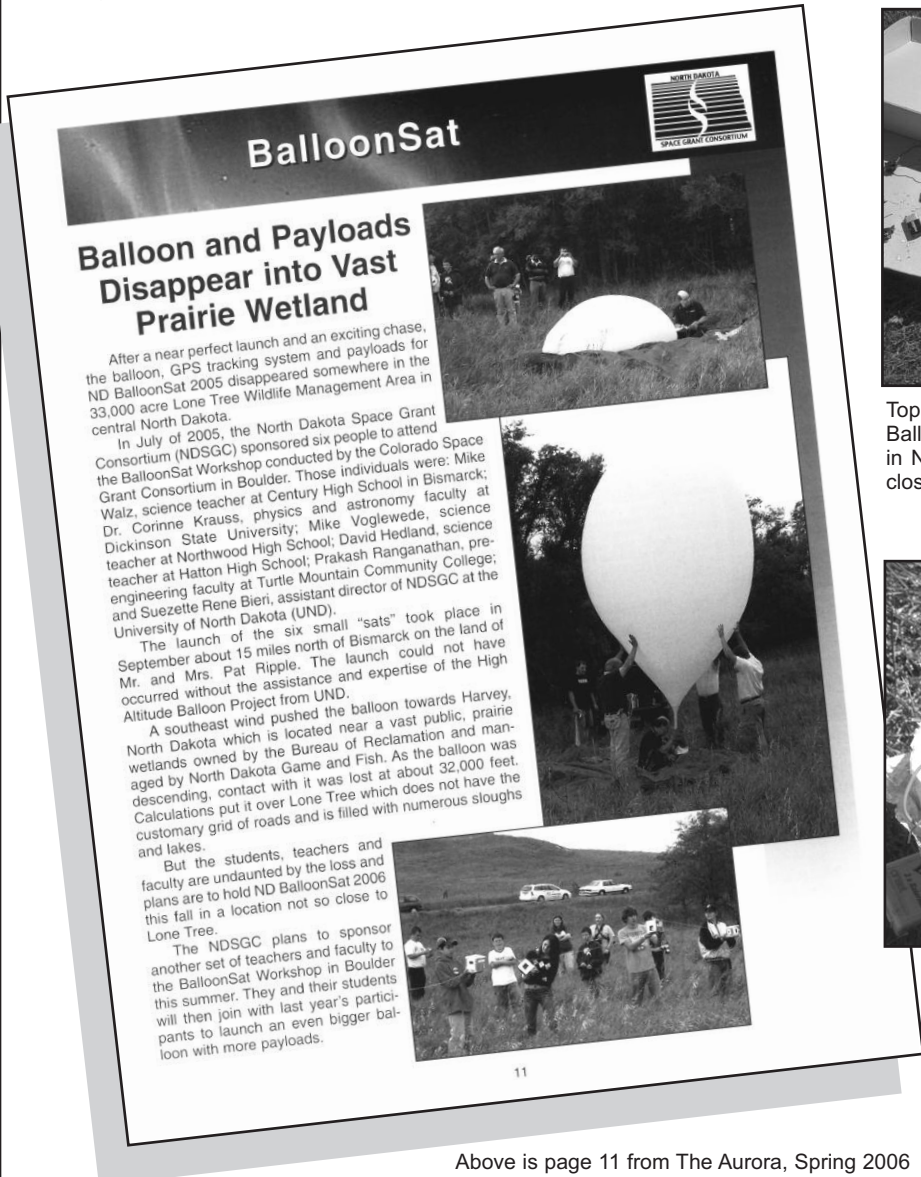 BalloonSat
NORTH DAKOTA
SPACE GRANT CONSORTIUM
Balloon and Payloads
Disappear into Vast
Prairie Wetland
After a near perfect launch and an exciting chase,
the balloon, GPS tracking system and payloads for
ND BalloonSat 2005 disappeared somewhere in the
33,000 acre Lone Tree Wildlife Management Area in
central North Dakota.
In July of 2005, the North Dakota Space Grant
Consortium (NDSGC) sponsored six people to attend
the BalloonSat Workshop conducted by the Colorado Space
Grant Consortium in Boulder. Those individuals were: Mike
Walz, science teacher at Century High School in Bismarck;
Dr. Corinne Krauss, physics and astronomy faculty at
Dickinson State University; Mike Voglewede, science
teacher at Northwood High School; David Hedland, science
teacher at Hatton High School; Prakash Ranganathan, pre-
engineering faculty at Turtle Mountain Community College;
and Suezette Rene Bieri, assistant director of NDSGC at the
University of North Dakota (UND).
The launch of the six small "sats" took place in
September about 15 miles north of Bismarck on the land of
Mr. and Mrs. Pat Ripple. The launch could not have
occurred without the assistance and expertise of the High
Altitude Balloon Project from UND.
A southeast wind pushed the balloon towards Harvey,
North Dakota which is located near a vast public, prairie
wetlands owned by the Bureau of Reclamation and man-
aged by North Dakota Game and Fish. As the balloon was
descending, contact with it was lost at about 32,000 feet.
Calculations put it over Lone Tree which does not have the
customary grid of roads and is filled with numerous sloughs
and lakes.
But the students, teachers and
faculty are undaunted by the loss and
plans are to hold ND BalloonSat 2006
this fall in a location not so close to
Lone Tree.
The NDSGC plans to sponsor
another set of teachers and faculty to
the BalloonSat Workshop in Boulder
this summer. They and their students
will then join with last year's partici-
pants to launch an even bigger bal-
loon with more payloads.
11
Above is page 11 from The Aurora, Spring 2006
Top
Ball
in N
clos